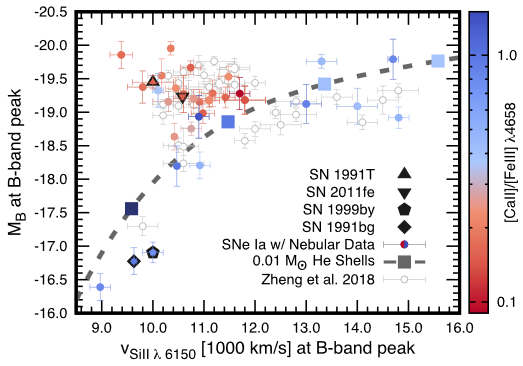 -20.5
-20.0
-19.5
-19.0
-18.5
-18.0
-17.5
-17.0
-16.5
-16.0
M_B at B-band peak
SN 1991T
SN 2011fe
SN 1999by
SN 1991bg
SNe Ia w/ Nebular Data
0.01 M_⊙ He Shells
Zheng et al. 2018
9.0 10.0 11.0 12.0 13.0 14.0 15.0 16.0
v_SiII λ 6150 [1000 km/s] at B-band peak
1.0
0.1
[CaII]/[FeIII] λ4658